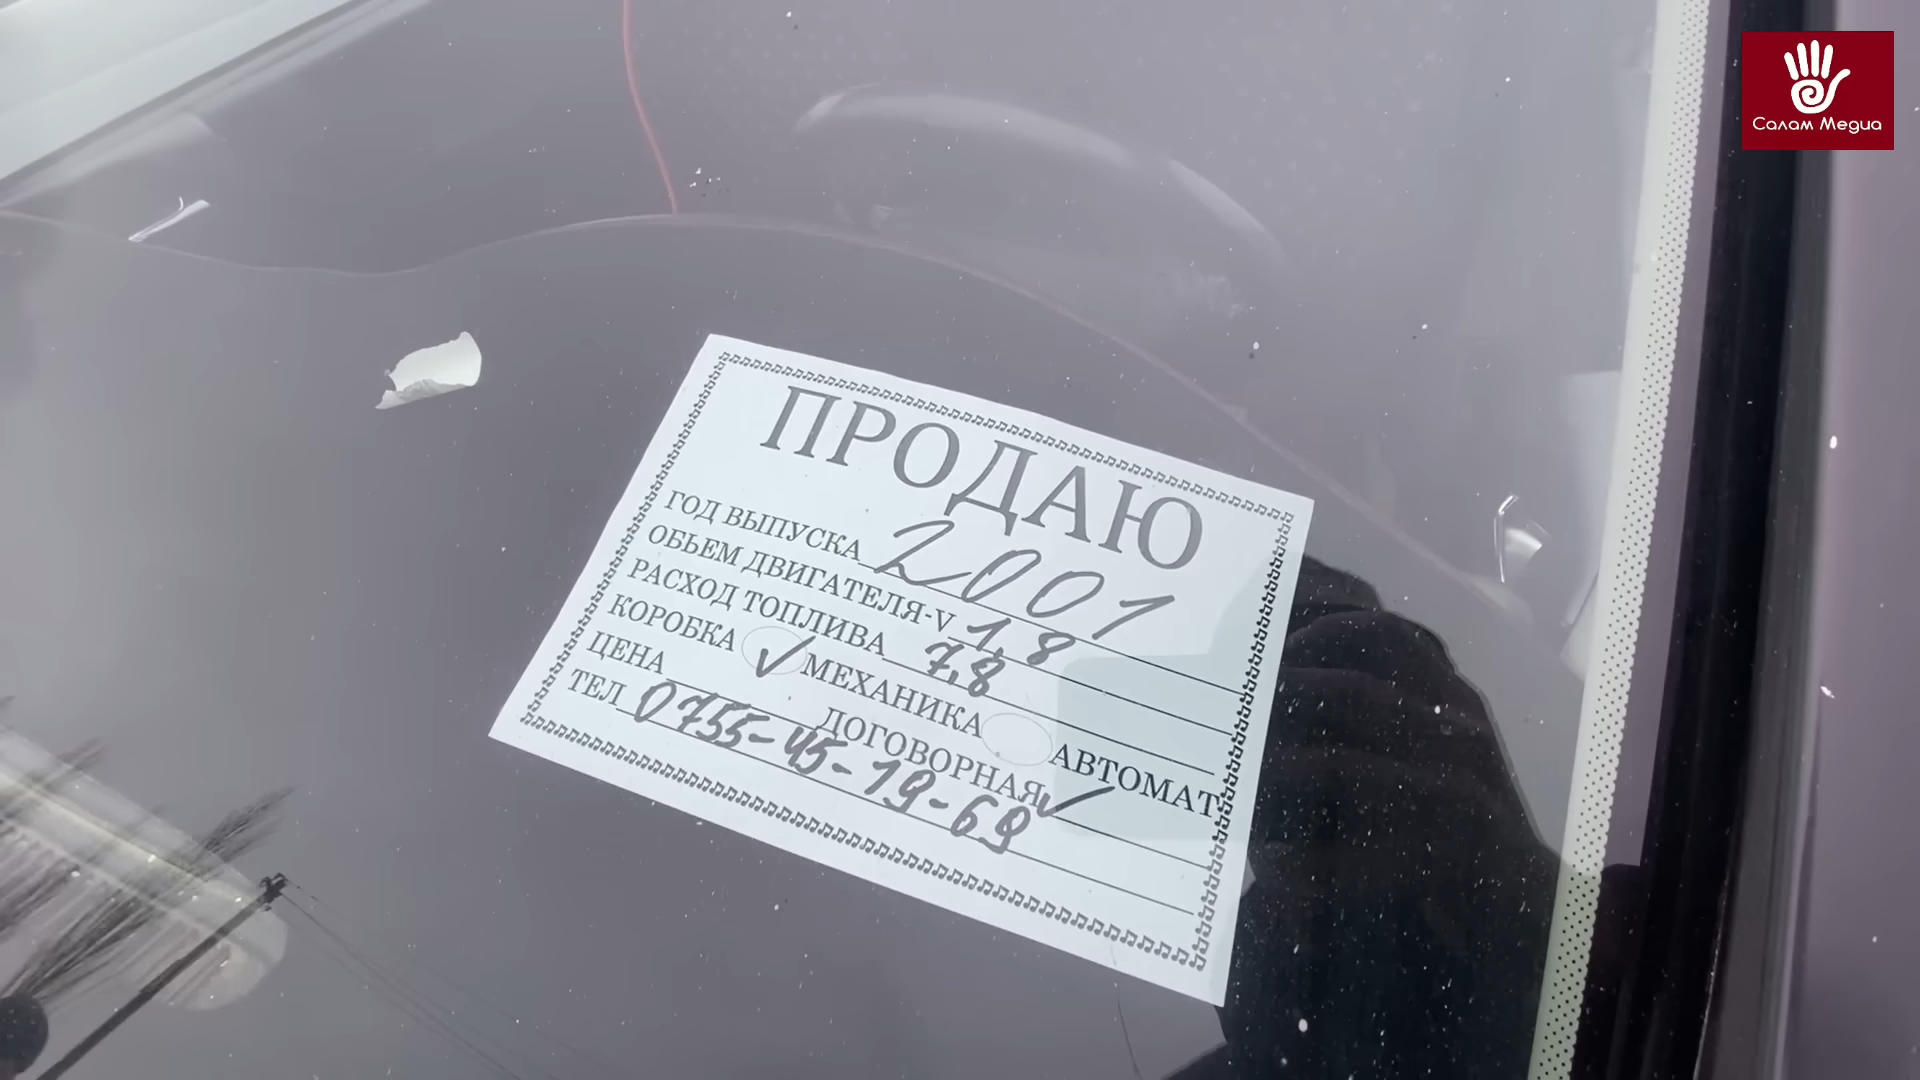 Салам Медиа
ПРОДАЮ
ГОД ВЫПУСКА 2001
ОБЬЕМ ДВИГАТЕЛЯ-V 1,8
РАСХОД ТОПЛИВА 7,8
КОРОБКА ✓ МЕХАНИКА АВТОМАТ
ЦЕНА ДОГОВОРНАЯ ✓
ТЕЛ 0755-45-19-69